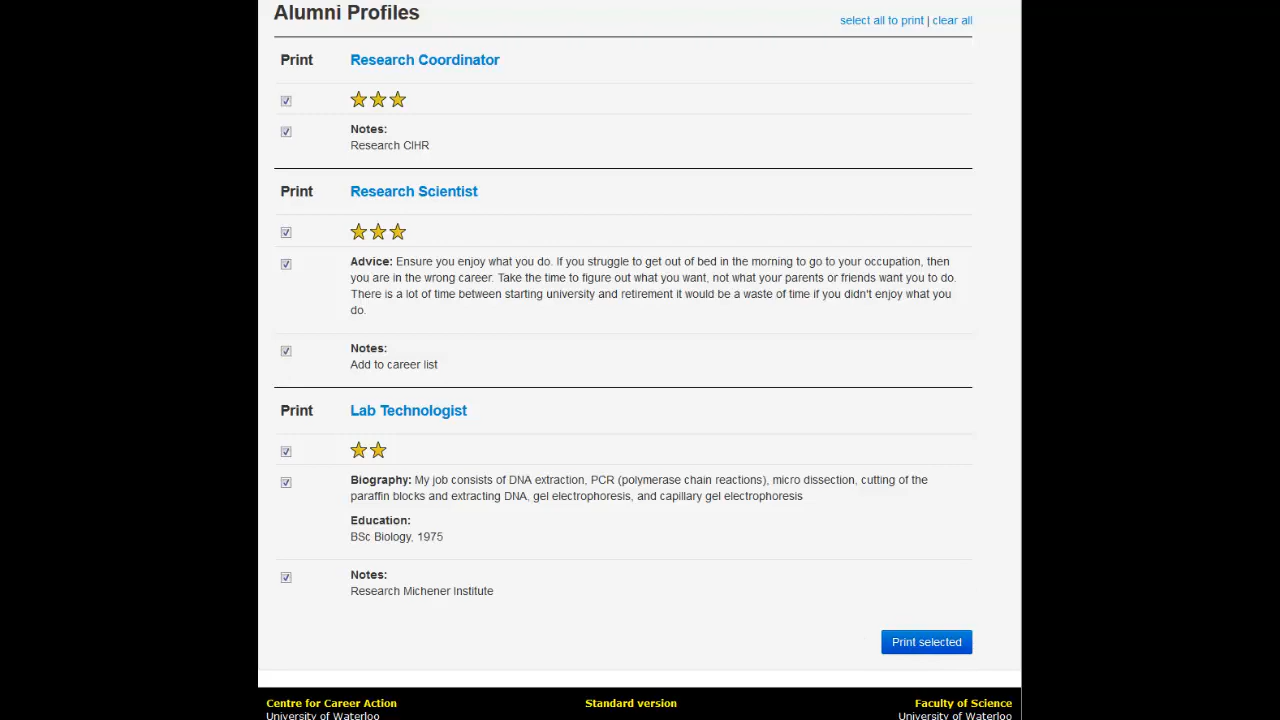 Alumni Profiles
select all to print | clear all
Print Research Coordinator
Notes:
Research CIHR
Print Research Scientist
Advice: Ensure you enjoy what you do. If you struggle to get out of bed in the morning to go to your occupation, then
you are in the wrong career. Take the time to figure out what you want, not what your parents or friends want you to do.
There is a lot of time between starting university and retirement it would be a waste of time if you didn't enjoy what you
do.
Notes:
Add to career list
Print Lab Technologist
Biography: My job consists of DNA extraction, PCR (polymerase chain reactions), micro dissection, cutting of the
paraffin blocks and extracting DNA, gel electrophoresis, and capillary gel electrophoresis
Education:
BSc Biology, 1975
Notes:
Research Michener Institute
Print selected
Centre for Career Action Standard version Faculty of Science
University of Waterloo University of Waterloo